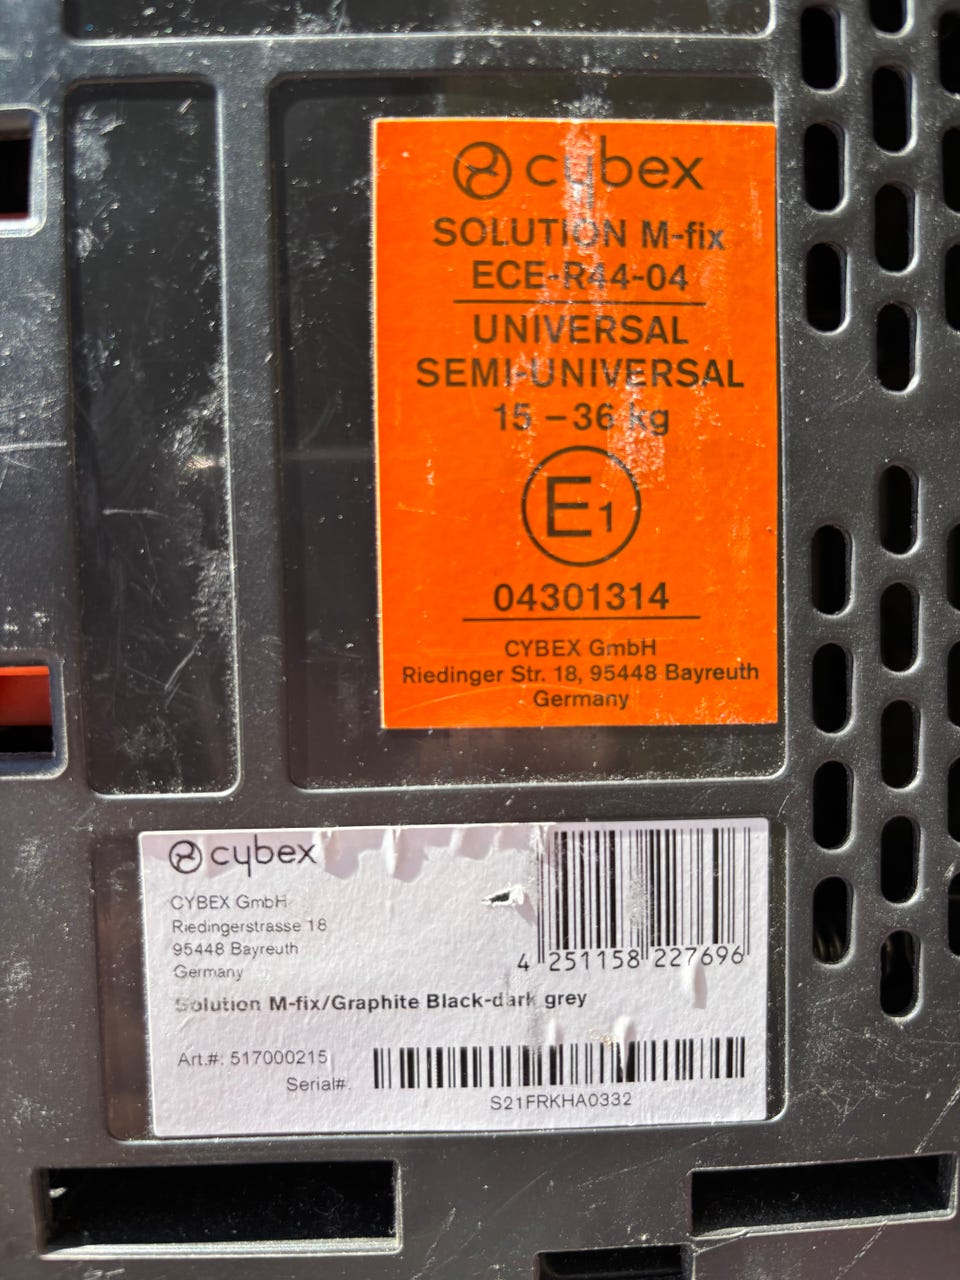 cybex
SOLUTION M-fix
ECE-R44-04
UNIVERSAL
SEMI-UNIVERSAL
15 – 36 kg
E1
04301314
CYBEX GmbH
Riedinger Str. 18, 95448 Bayreuth
Germany
cybex
CYBEX GmbH
Riedingerstrasse 18
95448 Bayreuth
Germany
4 251158 227696
Solution M-fix/Graphite Black-dark grey
Art.#: 517000215
Serial#:
S21FRKHA0332